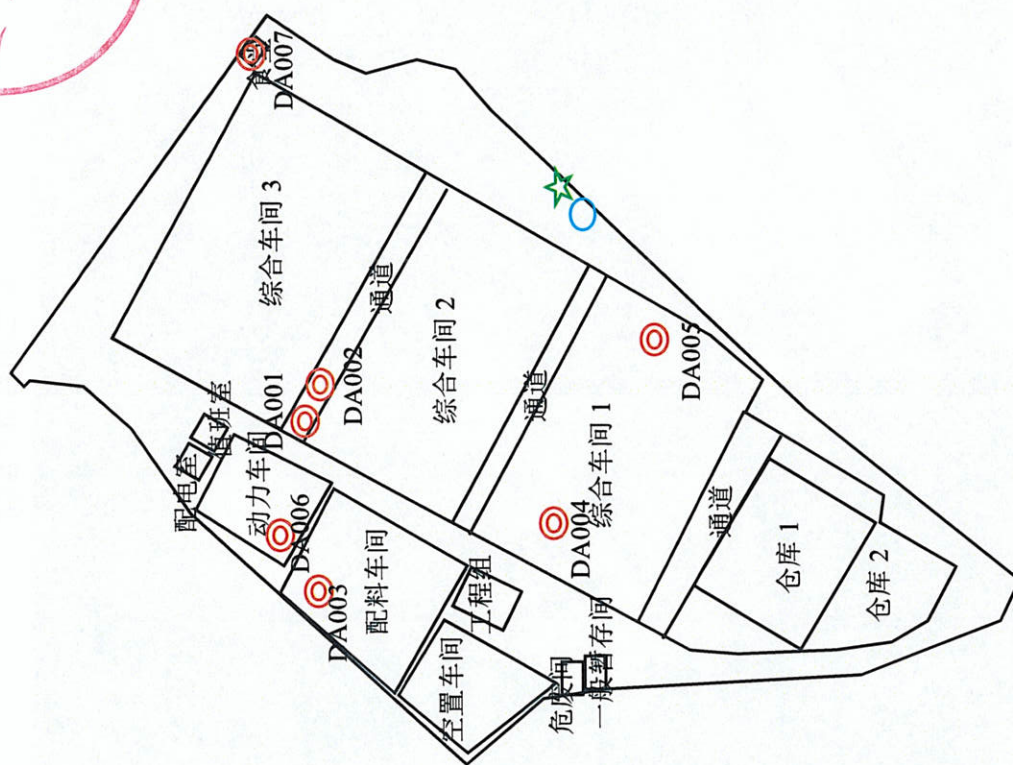 食堂
DA007
综合车间 3
通道
DA002
DA001
综合车间 2
值班室
配电室
动力车间
DA006
通道
DA005
综合车间 1
DA004
DA003
配料车间
工程组
空置车间
危废间
一般暂存间
通道
仓库 1
仓库 2